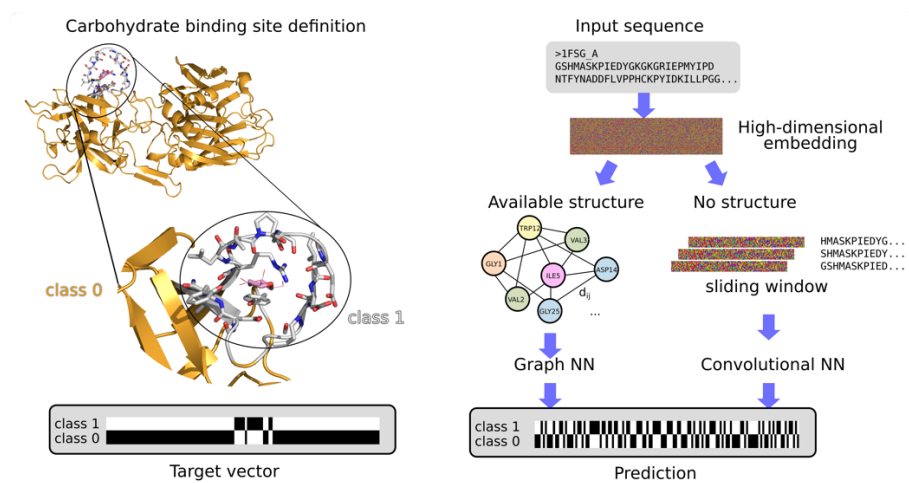 Carbohydrate binding site definition
class 0
class 1
class 1
class 0
Target vector
Input sequence
>1FSG_A
GSHMASKPIEDYGKGKGRIEPMYIPD
NTFYNADDFLVPPHCKPYIDKILLPGG...
High-dimensional
embedding
Available structure
No structure
TRP12
VAL3
GLY1
ASP14
ILE5
VAL2
GLY25
dij
...
HMASKPIEDYG...
SHMASKPIEDY...
GSHMASKPIED...
sliding window
Graph NN
Convolutional NN
class 1
class 0
Prediction